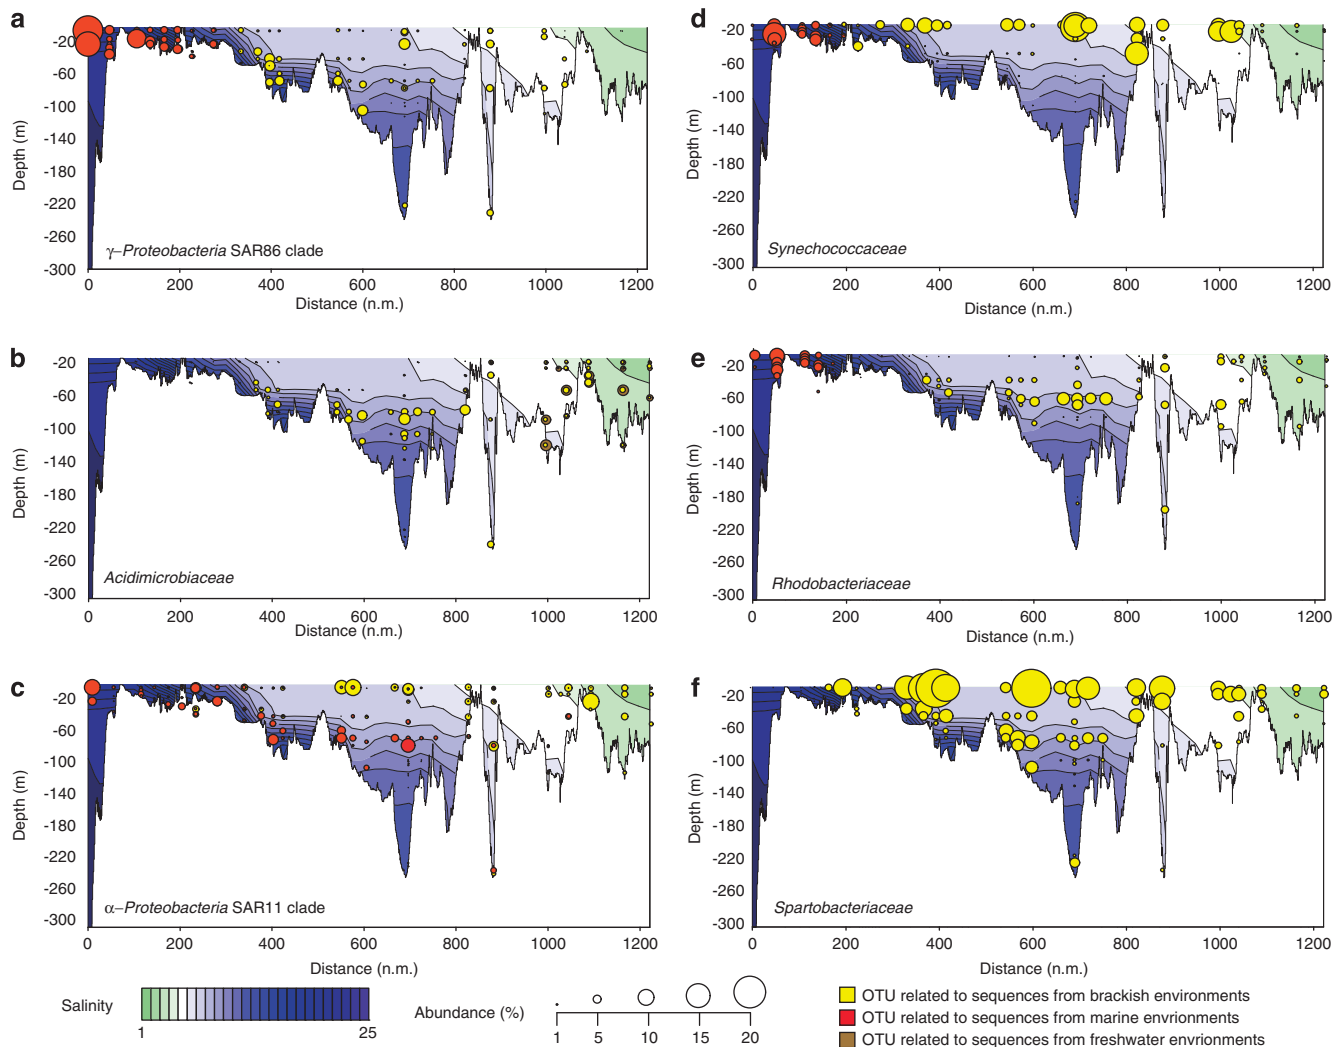 a
-20
-60
-100
-140
-180
-220
-260
-300
Depth (m)
γ–Proteobacteria SAR86 clade
0 200 400 600 800 1000 1200
Distance (n.m.)
b
-20
-60
-100
-140
-180
-220
-260
-300
Depth (m)
Acidimicrobiaceae
0 200 400 600 800 1000 1200
Distance (n.m.)
c
-20
-60
-100
-140
-180
-220
-260
-300
Depth (m)
α–Proteobacteria SAR11 clade
0 200 400 600 800 1000 1200
Distance (n.m.)
d
-20
-60
-100
-140
-180
-220
-260
-300
Depth (m)
Synechococcaceae
0 200 400 600 800 1000 1200
Distance (n.m.)
e
-20
-60
-100
-140
-180
-220
-260
-300
Depth (m)
Rhodobacteriaceae
0 200 400 600 800 1000 1200
Distance (n.m.)
f
-20
-60
-100
-140
-180
-220
-260
-300
Depth (m)
Spartobacteriaceae
0 200 400 600 800 1000 1200
Distance (n.m.)
Salinity
1 25
Abundance (%)
1 5 10 15 20
OTU related to sequences from brackish environments
OTU related to sequences from marine envrionments
OTU related to sequences from freshwater envrionments